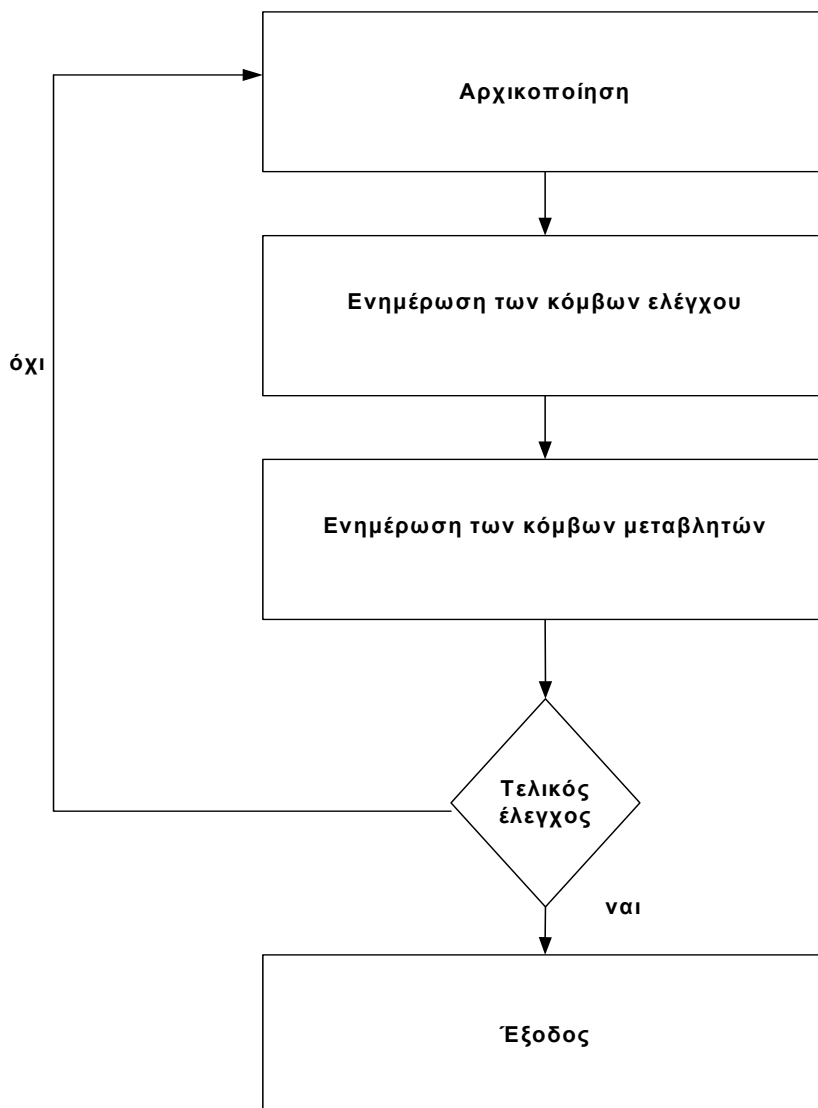 Αρχικοποίηση
Ενημέρωση των κόμβων ελέγχου
όχι
Ενημέρωση των κόμβων μεταβλητών
Τελικός
έλεγχος
ναι
Έξοδος